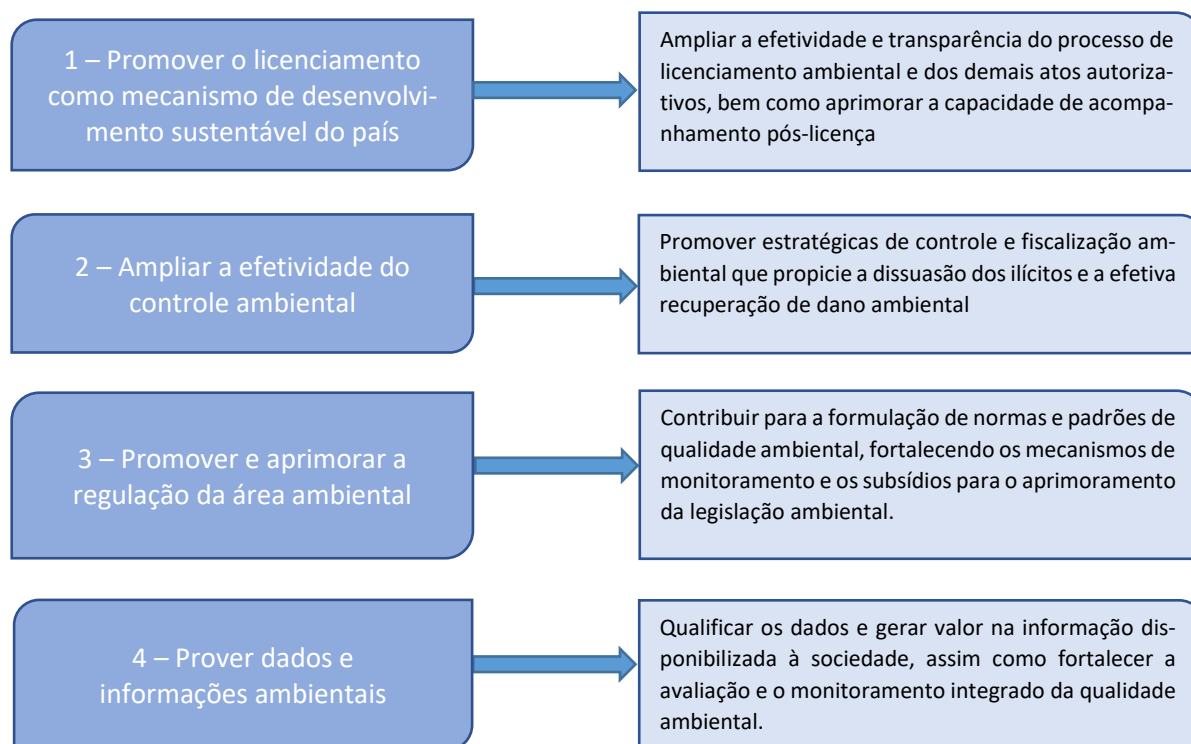 1 – Promover o licenciamento
como mecanismo de desenvolvi-
mento sustentável do país
Ampliar a efetividade e transparência do processo de
licenciamento ambiental e dos demais atos autoriza-
tivos, bem como aprimorar a capacidade de acompa-
nhamento pós-licença
2 – Ampliar a efetividade do
controle ambiental
Promover estratégicas de controle e fiscalização am-
biental que propicie a dissuasão dos ilícitos e a efetiva
recuperação de dano ambiental
3 – Promover e aprimorar a
regulação da área ambiental
Contribuir para a formulação de normas e padrões de
qualidade ambiental, fortalecendo os mecanismos de
monitoramento e os subsídios para o aprimoramento
da legislação ambiental.
4 – Prover dados e
informações ambientais
Qualificar os dados e gerar valor na informação dis-
ponibilizada à sociedade, assim como fortalecer a
avaliação e o monitoramento integrado da qualidade
ambiental.